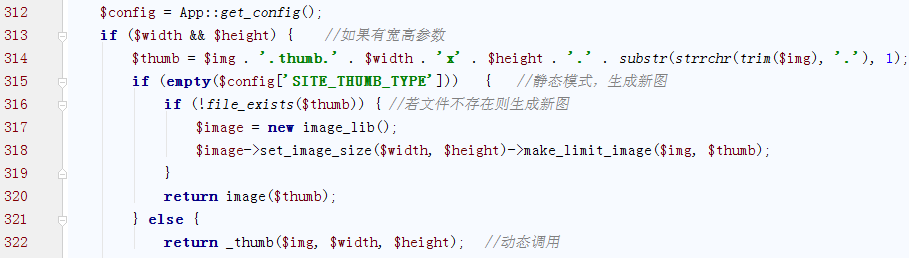 312 $config = App::get_config();
313 if ($width && $height) { //如果有宽高参数
314 $thumb = $img . '.thumb.' . $width . 'x' . $height . '.' . substr(strrchr(trim($img), '.'), 1);
315 if (empty($config['SITE_THUMB_TYPE'])) { //静态模式，生成新图
316 if (!file_exists($thumb)) { //若文件不存在则生成新图
317 $image = new image_lib();
318 $image->set_image_size($width, $height)->make_limit_image($img, $thumb);
319 }
320 return image($thumb);
321 } else {
322 return _thumb($img, $width, $height); //动态调用